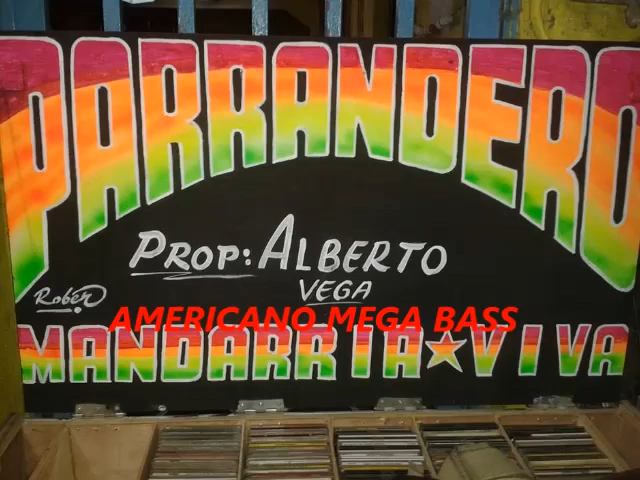 PARRANDERO
PROP: ALBERTO
VEGA
Rober
AMERICANO MEGA BASS
MANDARRIA★VIVA